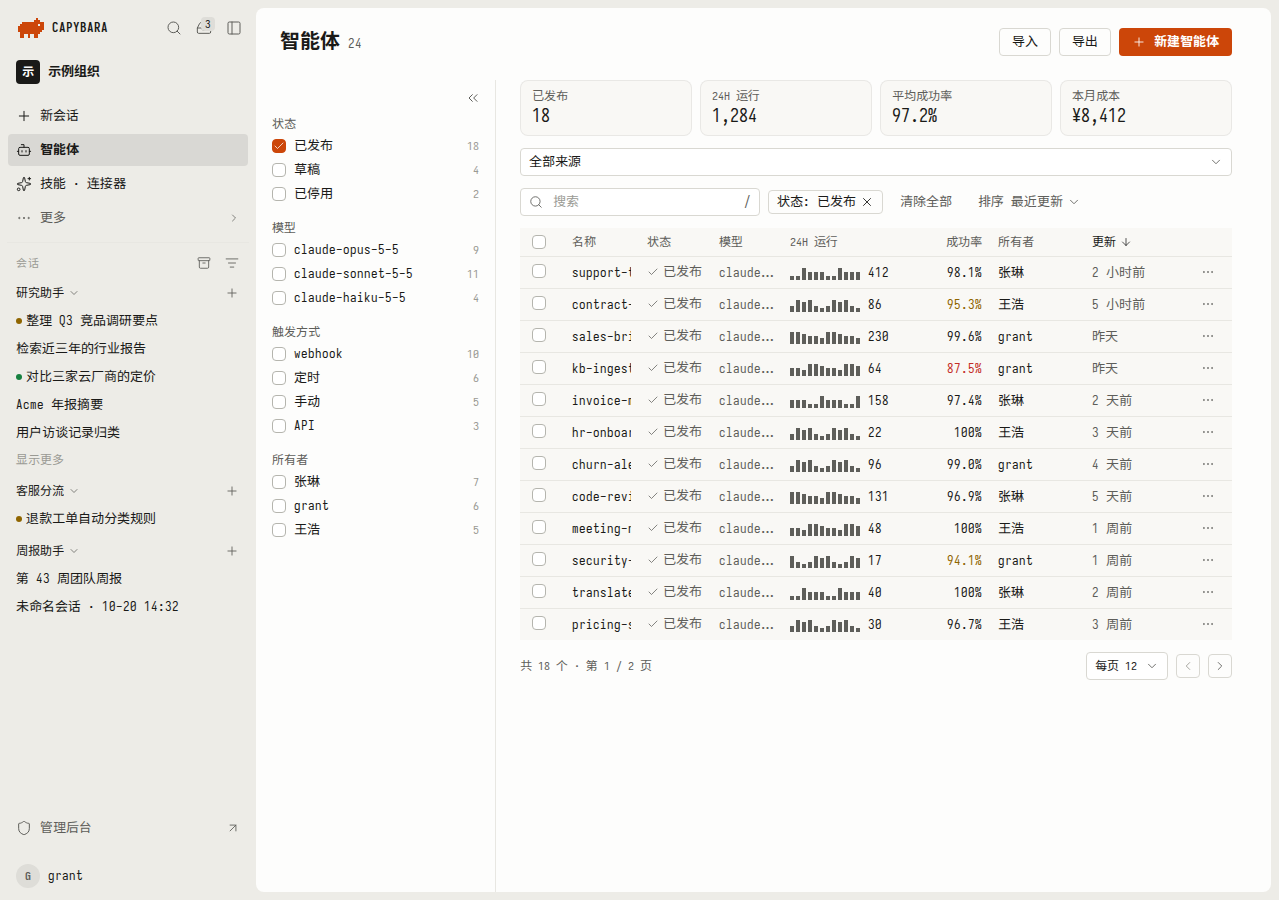 CAPYBARA
3
示 示例组织
新会话
智能体
技能 · 连接器
更多
会话
研究助手
整理 Q3 竞品调研要点
检索近三年的行业报告
对比三家云厂商的定价
Acme 年报摘要
用户访谈记录归类
显示更多
客服分流
退款工单自动分类规则
周报助手
第 43 周团队周报
未命名会话 · 10-20 14:32
管理后台
G grant
智能体 24
导入 导出 新建智能体
状态
已发布 18
草稿 4
已停用 2
模型
claude-opus-5-5 9
claude-sonnet-5-5 11
claude-haiku-5-5 4
触发方式
webhook 10
定时 6
手动 5
API 3
所有者
张琳 7
grant 6
王浩 5
已发布 24H 运行 平均成功率 本月成本
18 1,284 97.2% ¥8,412
全部来源
搜索 / 状态: 已发布 清除全部 排序 最近更新
名称 状态 模型 24H 运行 成功率 所有者 更新
support-t 已发布 claude... 412 98.1% 张琳 2 小时前
contract- 已发布 claude... 86 95.3% 王浩 5 小时前
sales-bri 已发布 claude... 230 99.6% grant 昨天
kb-ingest 已发布 claude... 64 87.5% grant 昨天
invoice-m 已发布 claude... 158 97.4% 张琳 2 天前
hr-onboar 已发布 claude... 22 100% 王浩 3 天前
churn-ale 已发布 claude... 96 99.0% grant 4 天前
code-revi 已发布 claude... 131 96.9% 张琳 5 天前
meeting-n 已发布 claude... 48 100% 王浩 1 周前
security- 已发布 claude... 17 94.1% grant 1 周前
translate 已发布 claude... 40 100% 张琳 2 周前
pricing-s 已发布 claude... 30 96.7% 王浩 3 周前
共 18 个 · 第 1 / 2 页 每页 12